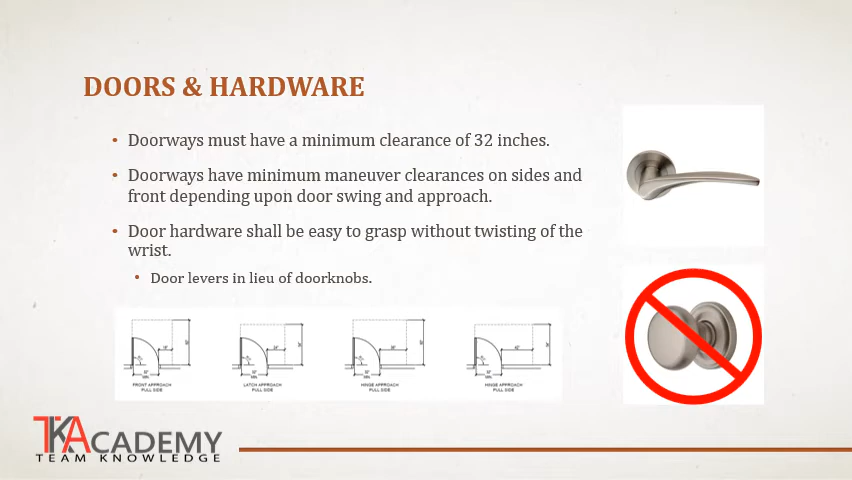 DOORS & HARDWARE
• Doorways must have a minimum clearance of 32 inches.
• Doorways have minimum maneuver clearances on sides and
front depending upon door swing and approach.
• Door hardware shall be easy to grasp without twisting of the
wrist.
• Door levers in lieu of doorknobs.
FRONT APPROACH
PULL SIDE
LATCH APPROACH
PULL SIDE
HINGE APPROACH
PULL SIDE
HINGE APPROACH
PULL SIDE
TKACADEMY
TEAM KNOWLEDGE